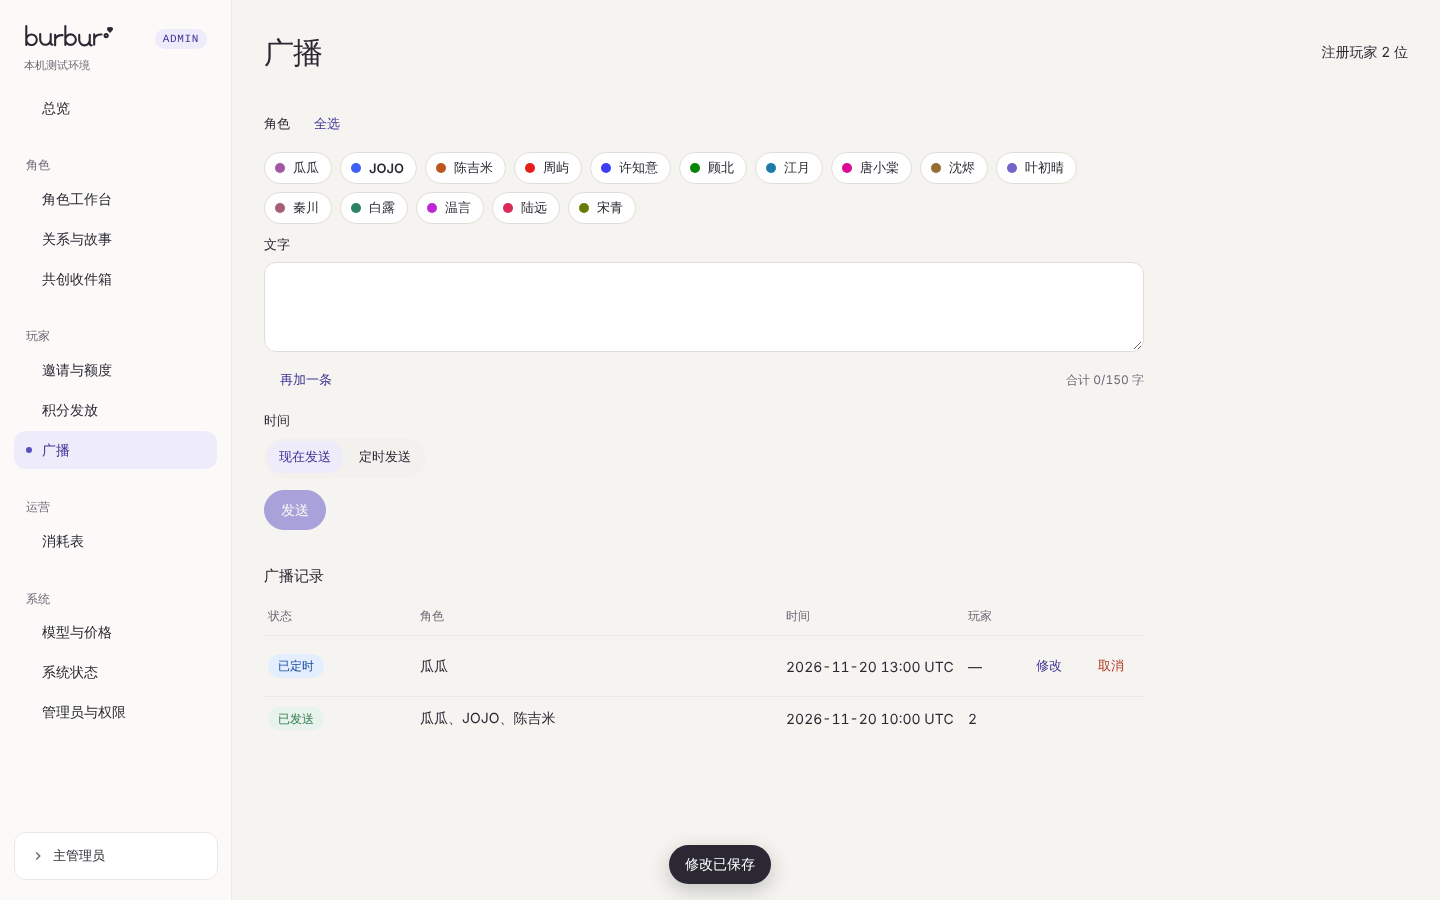 burbur
ADMIN
本机测试环境
总览
角色
角色工作台
关系与故事
共创收件箱
玩家
邀请与额度
积分发放
广播
运营
消耗表
系统
模型与价格
系统状态
管理员与权限
主管理员
广播
注册玩家 2 位
角色 全选
瓜瓜 JOJO 陈吉米 周屿 许知意 顾北 江月 唐小棠 沈烬 叶初晴
秦川 白露 温言 陆远 宋青
文字
再加一条 合计 0/150 字
时间
现在发送 定时发送
发送
广播记录
状态 角色 时间 玩家
已定时 瓜瓜 2026-11-20 13:00 UTC — 修改 取消
已发送 瓜瓜、JOJO、陈吉米 2026-11-20 10:00 UTC 2
修改已保存